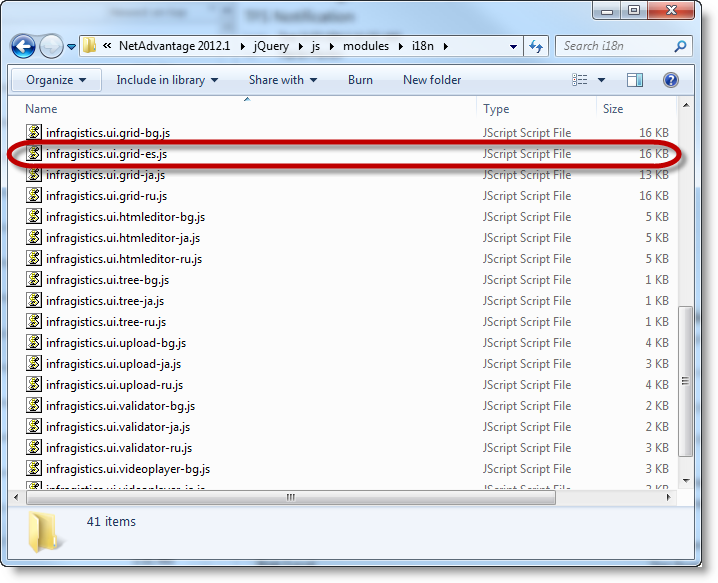 « NetAdvantage 2012.1 jQuery js modules i18n Search i18n
Organize Include in library Share with Burn New folder
Name Type Size
infragistics.ui.grid-bg.js JScript Script File 16 KB
infragistics.ui.grid-es.js JScript Script File 16 KB
infragistics.ui.grid-ja.js JScript Script File 13 KB
infragistics.ui.grid-ru.js JScript Script File 16 KB
infragistics.ui.htmleditor-bg.js JScript Script File 5 KB
infragistics.ui.htmleditor-ja.js JScript Script File 5 KB
infragistics.ui.htmleditor-ru.js JScript Script File 5 KB
infragistics.ui.tree-bg.js JScript Script File 1 KB
infragistics.ui.tree-ja.js JScript Script File 1 KB
infragistics.ui.tree-ru.js JScript Script File 1 KB
infragistics.ui.upload-bg.js JScript Script File 4 KB
infragistics.ui.upload-ja.js JScript Script File 3 KB
infragistics.ui.upload-ru.js JScript Script File 4 KB
infragistics.ui.validator-bg.js JScript Script File 2 KB
infragistics.ui.validator-ja.js JScript Script File 2 KB
infragistics.ui.validator-ru.js JScript Script File 3 KB
infragistics.ui.videoplayer-bg.js JScript Script File 3 KB
41 items